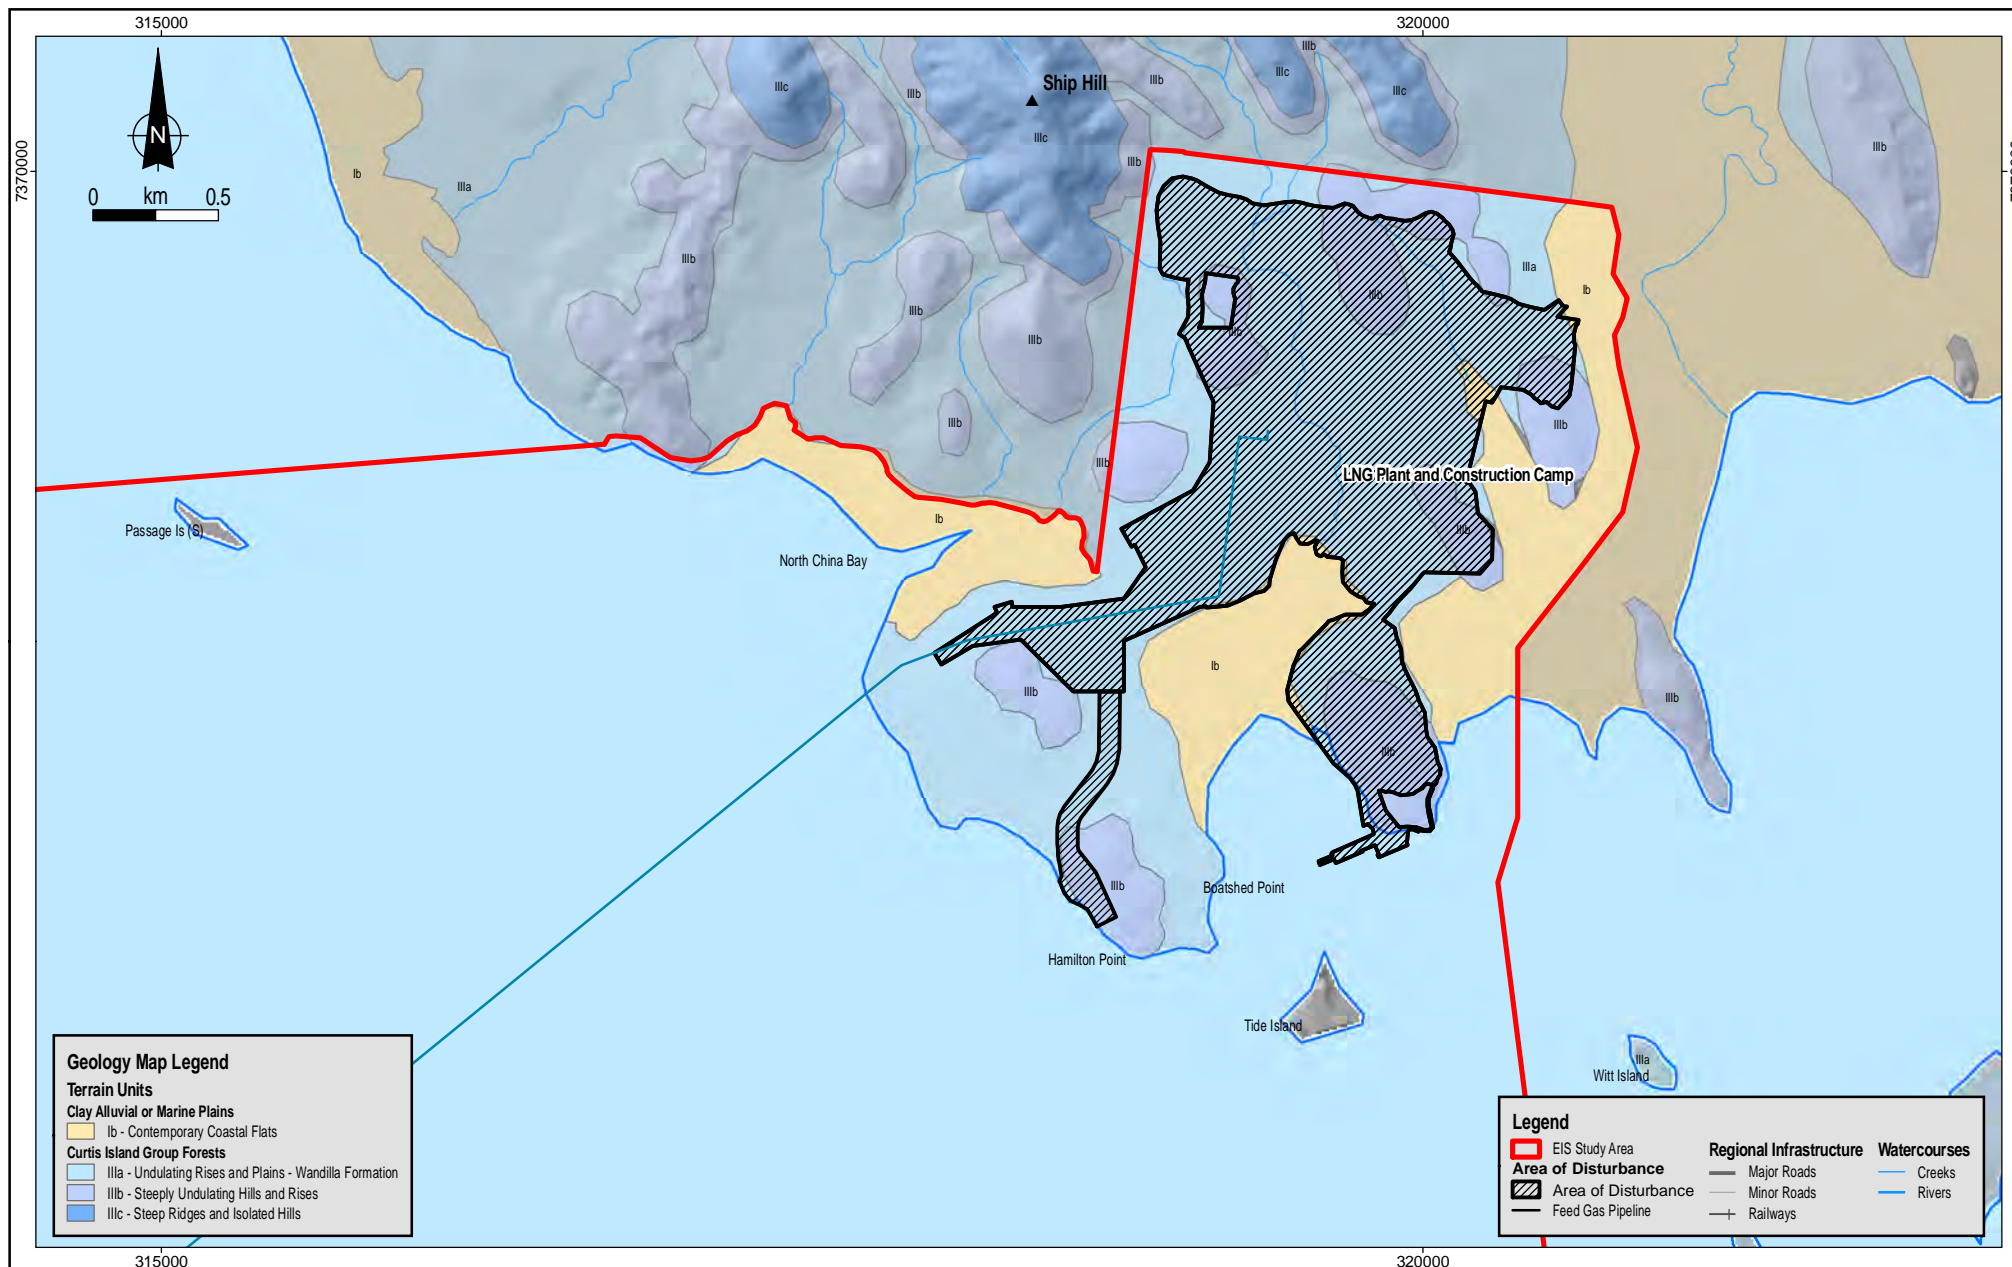 315000
320000
Ship Hill
IIIb
IIIc
IIIc
IIIb
IIIb
IIIc
IIIc
IIIb
IIIb
N
7370000
0 km 0.5
Ib
IIIa
IIIb
IIIb
IIIa
Ib
IIIb
IIIb
IIIb
IIIb
IIIb
IIIb
IIIb
LNG Plant and Construction Camp
Passage Is (S)
Ib
IIIb
North China Bay
Ib
IIIb
IIIb
IIIb
IIIb
Boatshed Point
Hamilton Point
Tide Island
IIIa
Witt Island
Geology Map Legend
Terrain Units
Clay Alluvial or Marine Plains
Ib - Contemporary Coastal Flats
Curtis Island Group Forests
IIIa - Undulating Rises and Plains - Wandilla Formation
IIIb - Steeply Undulating Hills and Rises
IIIc - Steep Ridges and Isolated Hills
Legend
EIS Study Area
Area of Disturbance
Area of Disturbance
Feed Gas Pipeline
Regional Infrastructure
Major Roads
Minor Roads
Railways
Watercourses
Creeks
Rivers
315000
320000